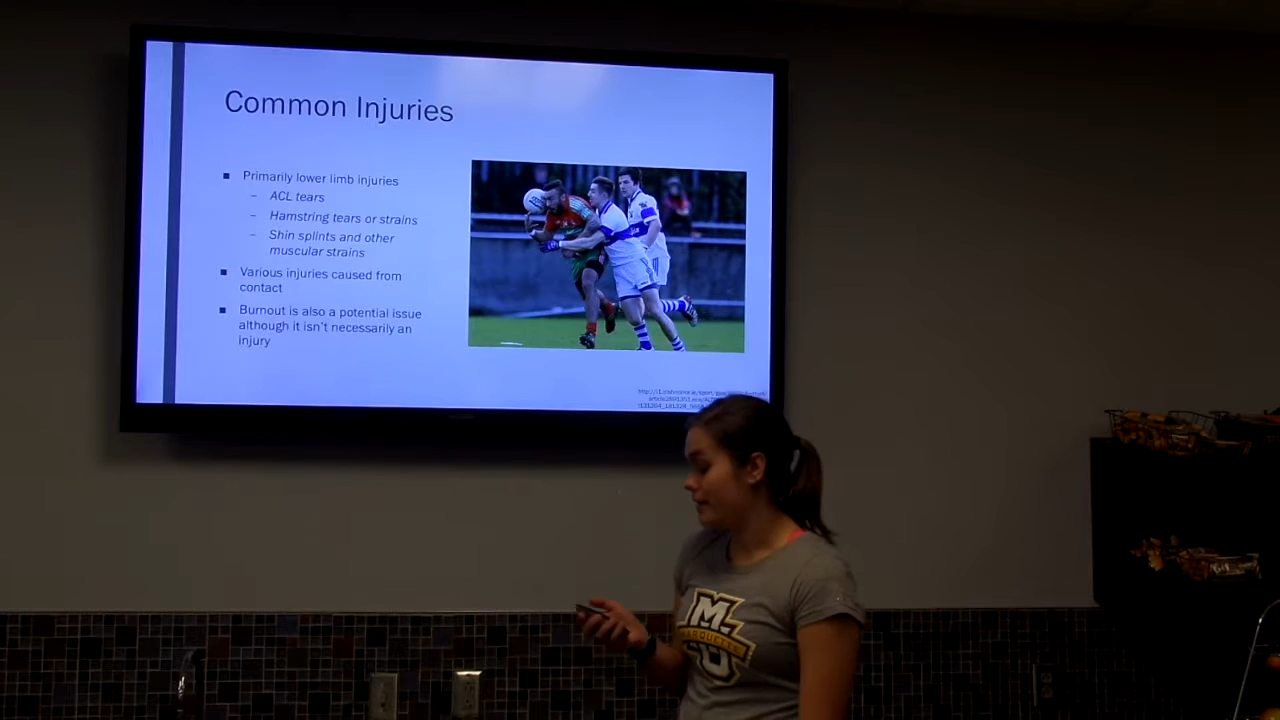 Common Injuries
■ Primarily lower limb injuries
– ACL tears
– Hamstring tears or strains
– Shin splints and other
muscular strains
■ Various injuries caused from
contact
■ Burnout is also a potential issue
although it isn't necessarily an
injury
MARQUETTE